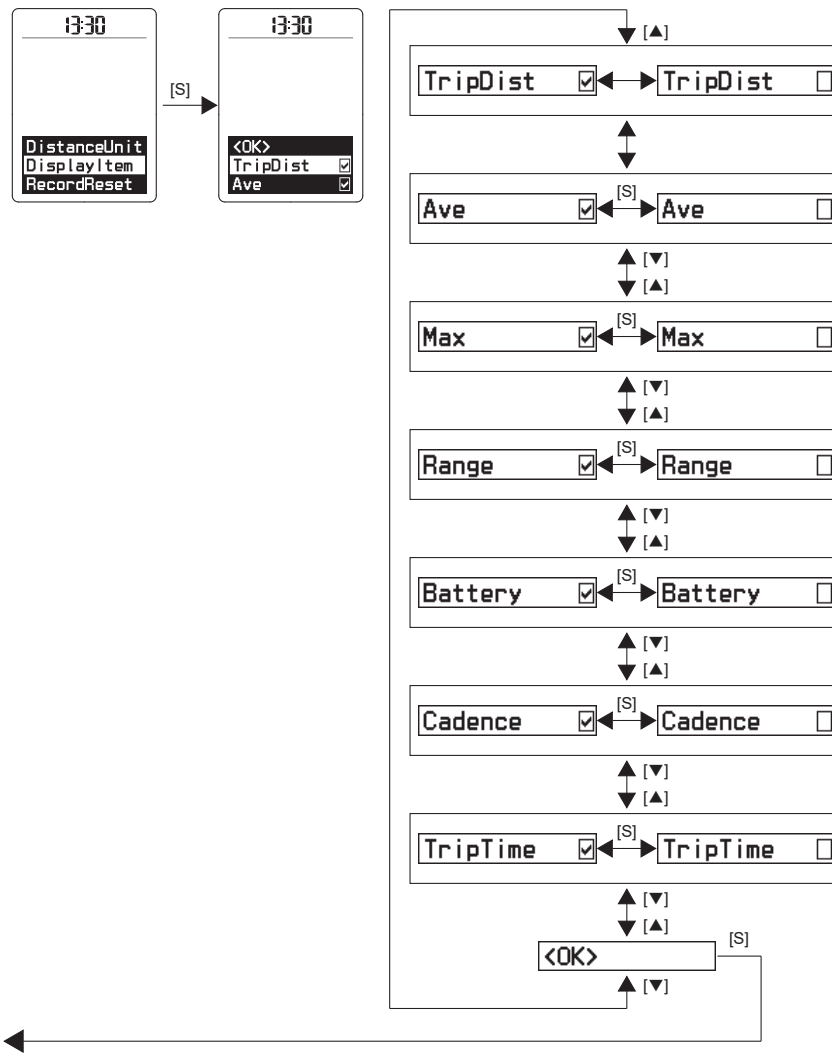 13:30
DistanceUnit
DisplayItem
RecordReset
[S]
13:30
<OK>
TripDist
Ave
[▲]
TripDist TripDist
[S]
Ave Ave
[▼]
[▲]
[S]
Max Max
[▼]
[▲]
[S]
Range Range
[▼]
[▲]
[S]
Battery Battery
[▼]
[▲]
[S]
Cadence Cadence
[▼]
[▲]
[S]
TripTime TripTime
[▼]
[▲]
<OK>
[S]
[▼]